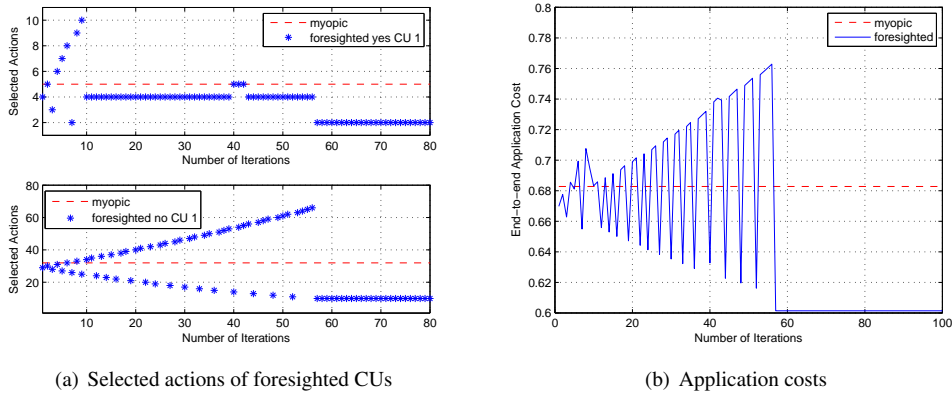 10
8
6
4
2
Selected Actions
10 20 30 40 50 60 70 80
Number of Iterations
myopic
foresighted yes CU 1
80
60
40
20
Selected Actions
10 20 30 40 50 60 70 80
Number of Iterations
myopic
foresighted no CU 1
(a) Selected actions of foresighted CUs
0.8
0.76
0.74
0.72
0.7
0.68
0.66
0.64
0.62
0.6
End−to−end Application Cost
0 20 40 60 80 100
Number of Iterations
myopic
foresighted
(b) Application costs